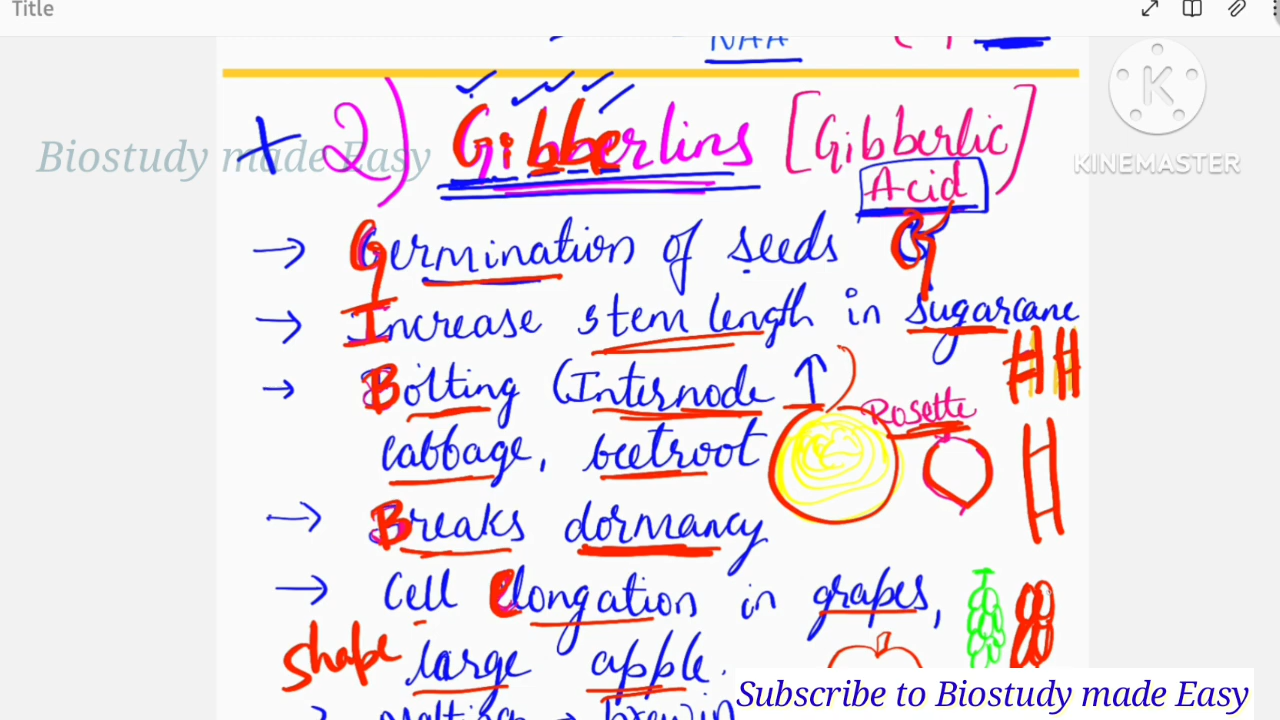 Title
NAA
+ 2) Gibberlins [Gibberlic Acid]
Biostudy made Easy
KINEMASTER
→ Germination of seeds G
→ Increase stem length in sugarcane
→ Bolting (Internode ↑)
Rosette
cabbage, beetroot
→ Breaks dormancy
→ Cell elongation in grapes,
shape large apple.
Subscribe to Biostudy made Easy